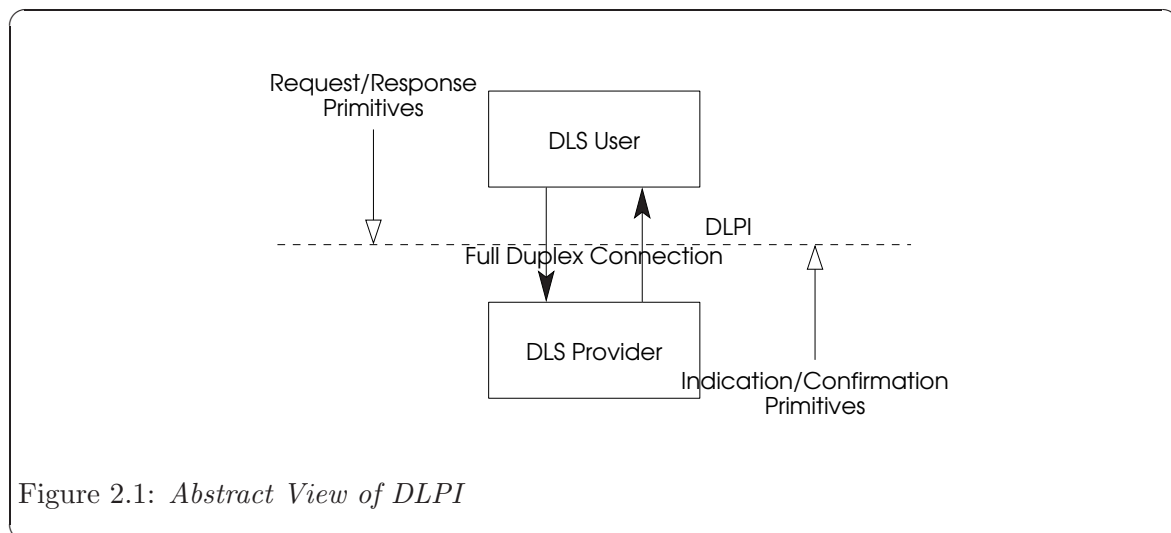 Request/Response
Primitives
DLS User
DLPI
Full Duplex Connection
DLS Provider
Indication/Confirmation
Primitives
Figure 2.1: Abstract View of DLPI